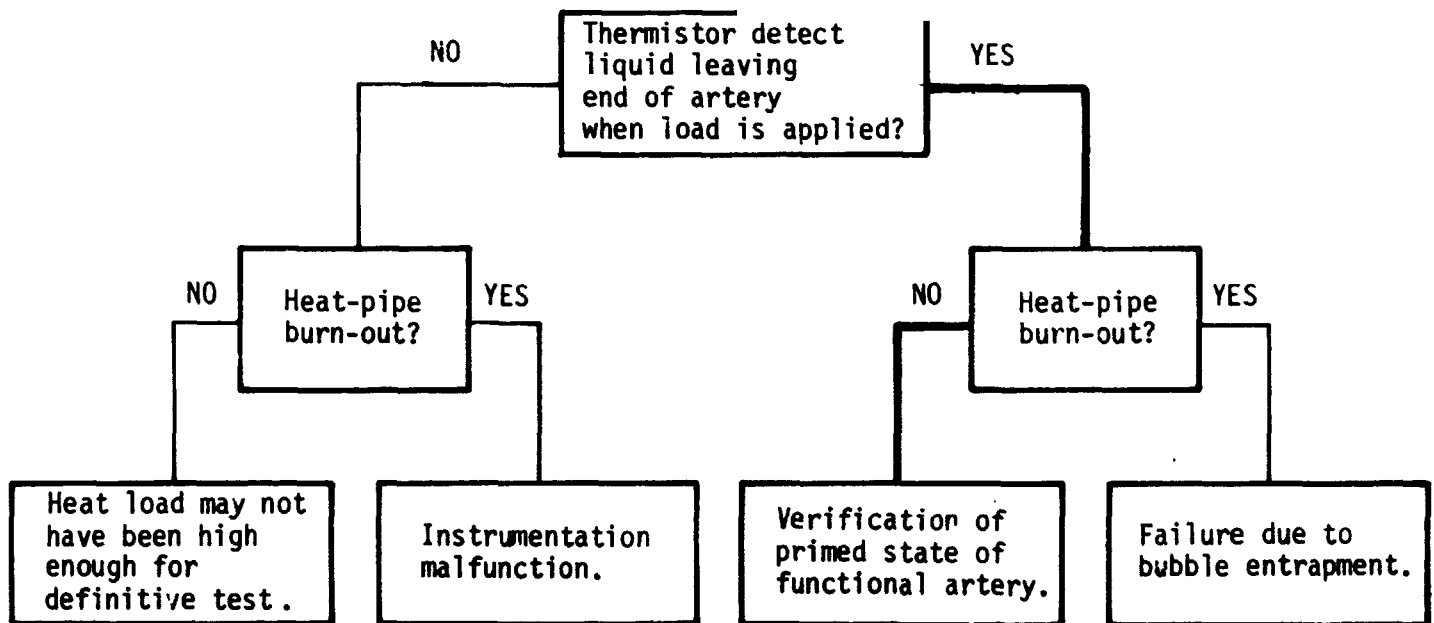 Thermistor detect
liquid leaving
end of artery
when load is applied?
NO
YES
Heat-pipe
burn-out?
NO
YES
Heat-pipe
burn-out?
NO
YES
Heat load may not
have been high
enough for
definitive test.
Instrumentation
malfunction.
Verification of
primed state of
functional artery.
Failure due to
bubble entrapment.